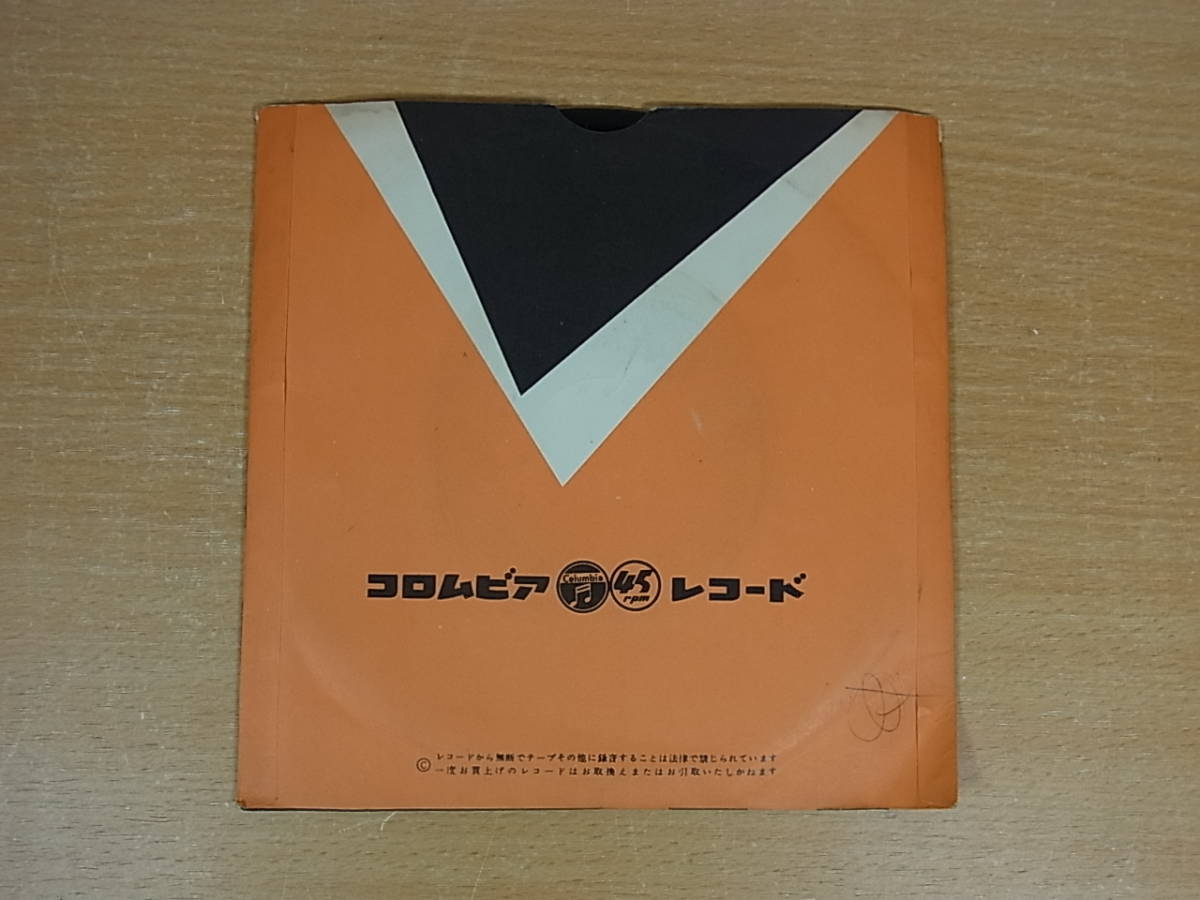 コロムビア Columbia 45 rpm レコード
© レコードから無断でテープその他に録音することは法律で禁じられています
一度お買上げのレコードはお取換えまたはお引取いたしかねます